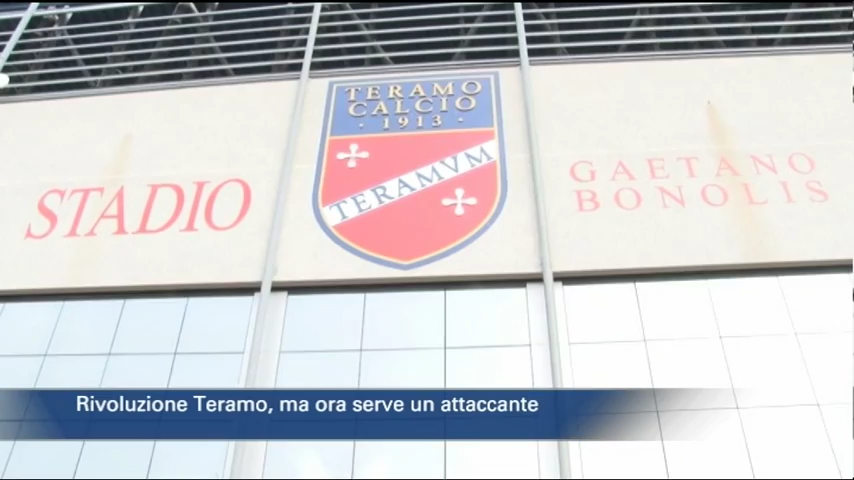 TERAMO
CALCIO
· 1913 ·
TERAMVM
STADIO
GAETANO
BONOLIS
Rivoluzione Teramo, ma ora serve un attaccante